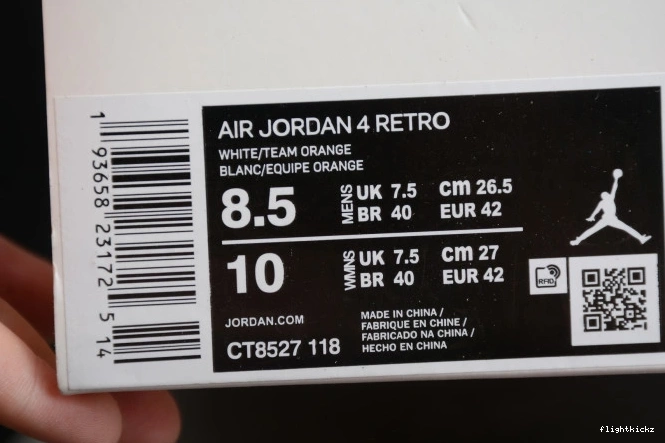 AIR JORDAN 4 RETRO
WHITE/TEAM ORANGE
BLANC/EQUIPE ORANGE
8.5 MENS UK 7.5 cm 26.5
BR 40 EUR 42
10 WMNS UK 7.5 cm 27
BR 40 EUR 42
JORDAN.COM
CT8527 118
MADE IN CHINA /
FABRIQUE EN CHINE /
FABRICADO NA CHINA /
HECHO EN CHINA
RFID
1 93658 23172 5 14
flightkickz